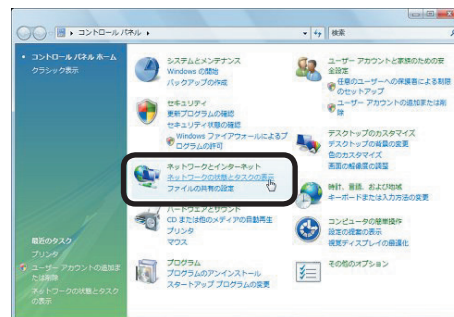 コントロール パネル
検索
コントロール パネル ホーム
クラシック表示
システムとメンテナンス
Windows の開始
バックアップの作成
セキュリティ
更新プログラムの確認
セキュリティ状態の確認
Windows ファイアウォールによるプ
ログラムの許可
ネットワークとインターネット
ネットワークの状態とタスクの表示
ファイルの共有の設定
ハードウェアとサウンド
CD または他のメディアの自動再生
プリンタ
マウス
プログラム
プログラムのアンインストール
スタートアップ プログラムの変更
ユーザー アカウントと家族のための安
全設定
任意のユーザーへの保護者による制限
のセットアップ
ユーザー アカウントの追加または削
除
デスクトップのカスタマイズ
デスクトップの背景の変更
色のカスタマイズ
画面の解像度の調整
時計、言語、および地域
キーボードまたは入力方法の変更
コンピュータの簡単操作
設定の提案の表示
視覚ディスプレイの最適化
その他のオプション
最近のタスク
プリンタ
ユーザー アカウントの追加ま
たは削除
ネットワークの状態とタスク
の表示